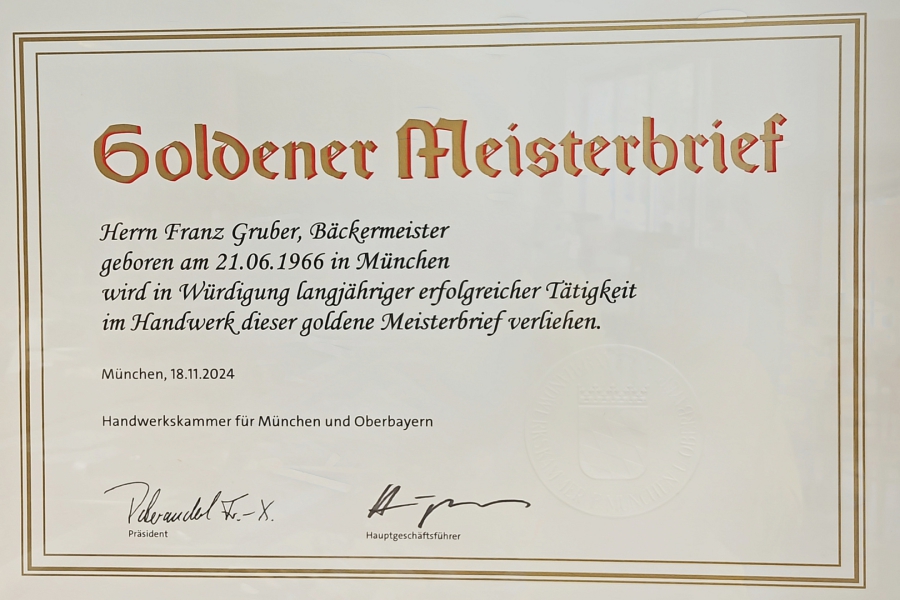 Goldener Meisterbrief
Herrn Franz Gruber, Bäckermeister
geboren am 21.06.1966 in München
wird in Würdigung langjähriger erfolgreicher Tätigkeit
im Handwerk dieser goldene Meisterbrief verliehen.
München, 18.11.2024
Handwerkskammer für München und Oberbayern
Präsident
Hauptgeschäftsführer